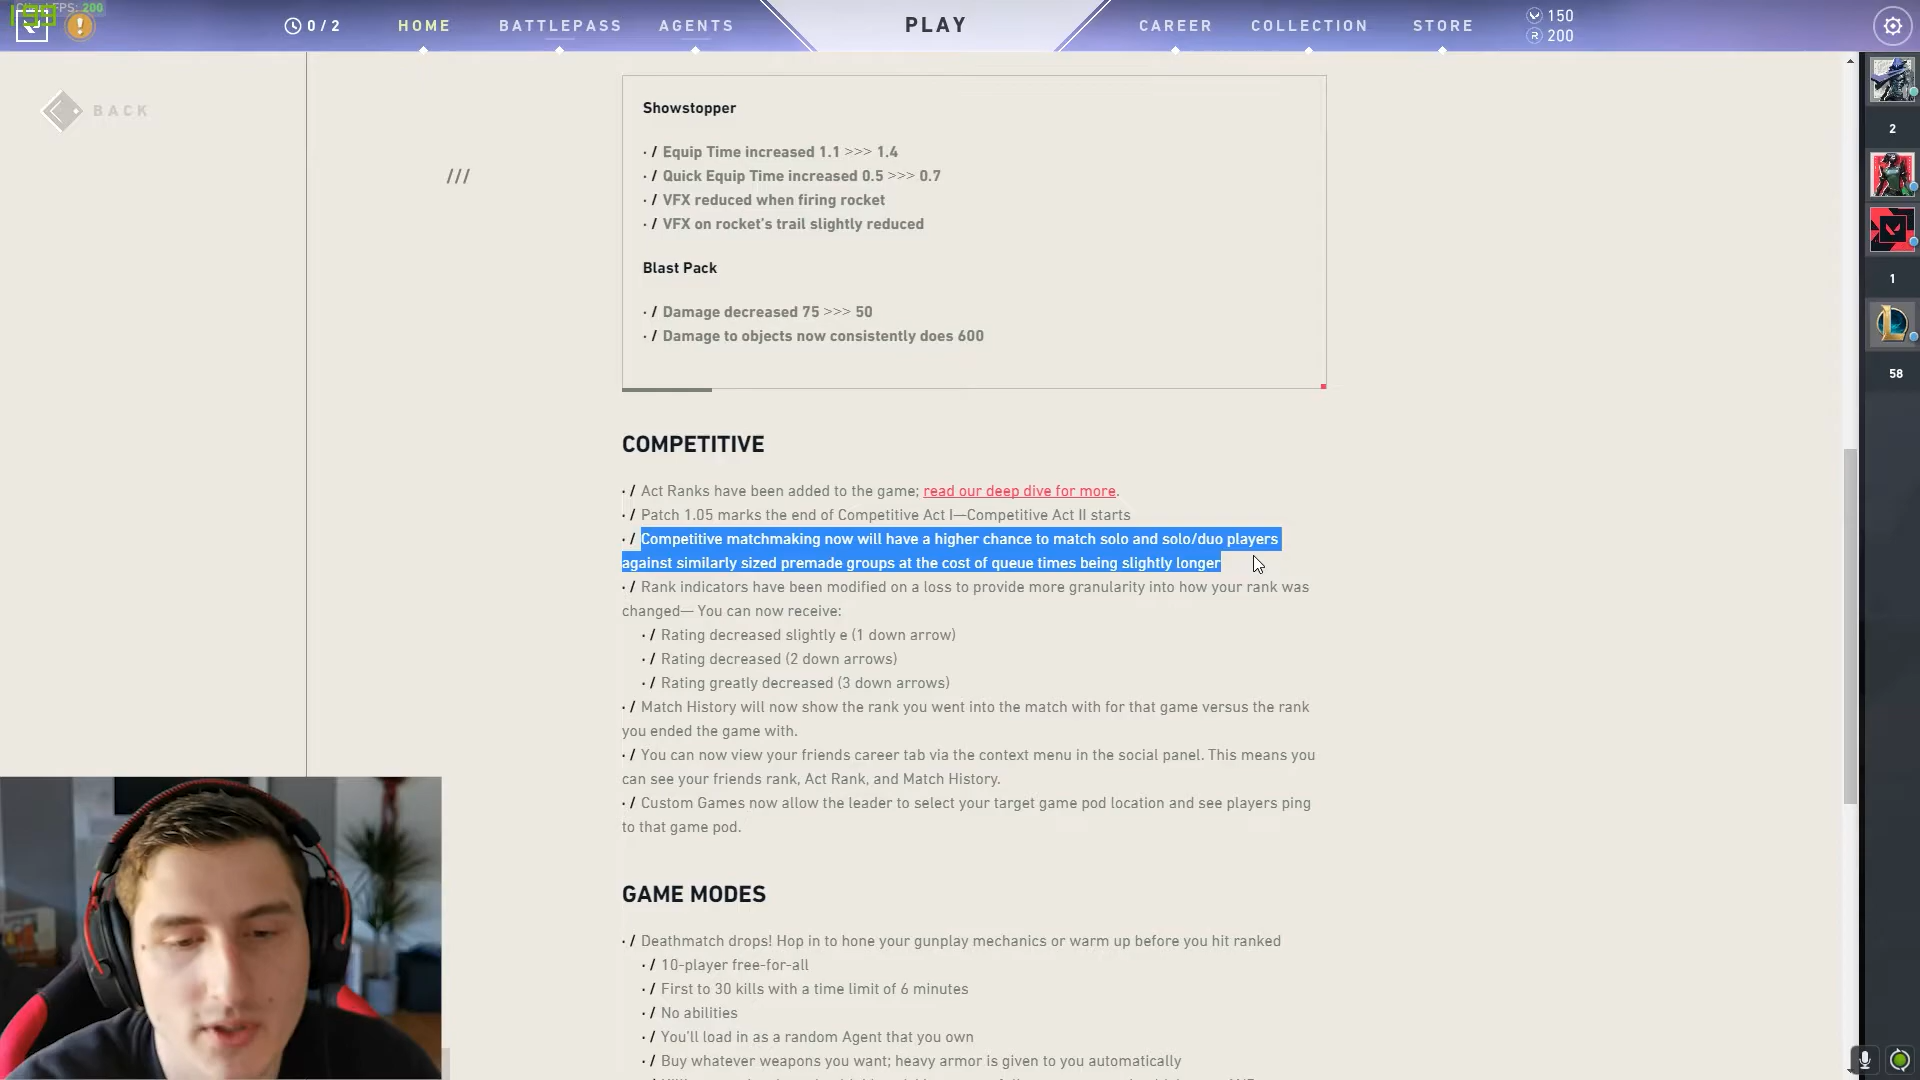 FPS: 200
199
0 / 2
HOME
BATTLEPASS
AGENTS
PLAY
CAREER
COLLECTION
STORE
150
200
BACK
///
Showstopper
· / Equip Time increased 1.1 >>> 1.4
· / Quick Equip Time increased 0.5 >>> 0.7
· / VFX reduced when firing rocket
· / VFX on rocket's trail slightly reduced
Blast Pack
· / Damage decreased 75 >>> 50
· / Damage to objects now consistently does 600
COMPETITIVE
· / Act Ranks have been added to the game; read our deep dive for more.
· / Patch 1.05 marks the end of Competitive Act I—Competitive Act II starts
· / Competitive matchmaking now will have a higher chance to match solo and solo/duo players
against similarly sized premade groups at the cost of queue times being slightly longer
· / Rank indicators have been modified on a loss to provide more granularity into how your rank was
changed— You can now receive:
· / Rating decreased slightly e (1 down arrow)
· / Rating decreased (2 down arrows)
· / Rating greatly decreased (3 down arrows)
· / Match History will now show the rank you went into the match with for that game versus the rank
you ended the game with.
· / You can now view your friends career tab via the context menu in the social panel. This means you
can see your friends rank, Act Rank, and Match History.
· / Custom Games now allow the leader to select your target game pod location and see players ping
to that game pod.
GAME MODES
· / Deathmatch drops! Hop in to hone your gunplay mechanics or warm up before you hit ranked
· / 10-player free-for-all
· / First to 30 kills with a time limit of 6 minutes
· / No abilities
· / You'll load in as a random Agent that you own
· / Buy whatever weapons you want; heavy armor is given to you automatically
2
1
58